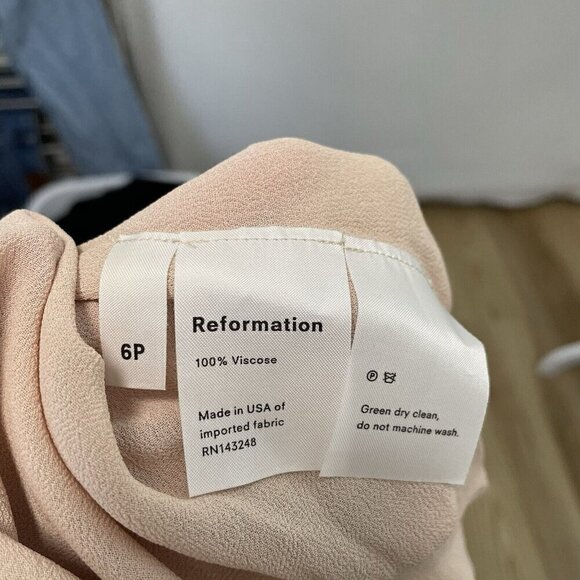 6P
Reformation
100% Viscose
Made in USA of
imported fabric
RN143248
Ⓟ
Green dry clean,
do not machine wash.